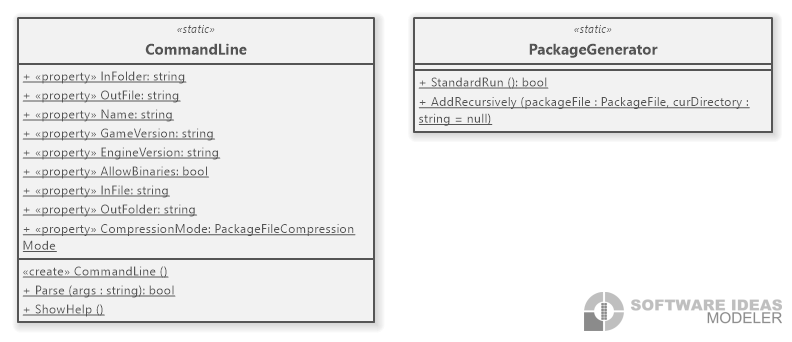 «static»
CommandLine
+ «property» InFolder: string
+ «property» OutFile: string
+ «property» Name: string
+ «property» GameVersion: string
+ «property» EngineVersion: string
+ «property» AllowBinaries: bool
+ «property» InFile: string
+ «property» OutFolder: string
+ «property» CompressionMode: PackageFileCompression
Mode
«create» CommandLine ()
+ Parse (args : string): bool
+ ShowHelp ()
«static»
PackageGenerator
+ StandardRun (): bool
+ AddRecursively (packageFile : PackageFile, curDirectory :
string = null)
SOFTWARE IDEAS
MODELER